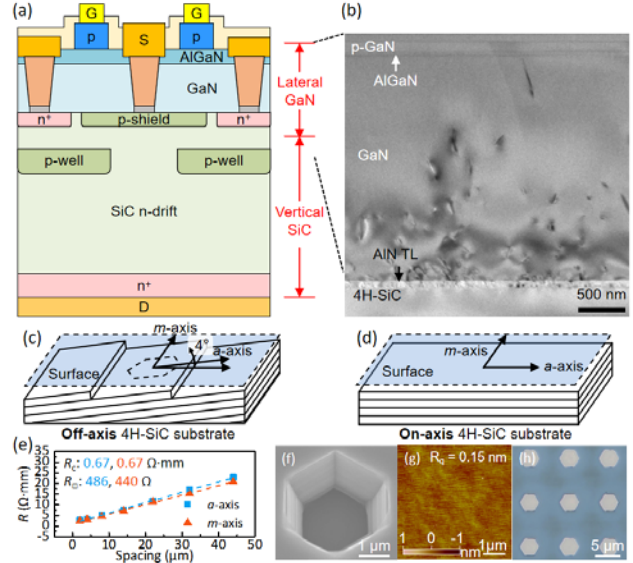 (a)
G
G
p
S
p
AlGaN
GaN
n⁺
p-shield
n⁺
p-well
p-well
SiC n-drift
n⁺
D
Lateral
GaN
Vertical
SiC
(b)
p-GaN
AlGaN
GaN
AlN TL
4H-SiC
500 nm
(c)
m-axis
4°
a-axis
Surface
Off-axis 4H-SiC substrate
(d)
m-axis
a-axis
Surface
On-axis 4H-SiC substrate
(e)
R (Ω·mm)
35
30
25
20
15
10
5
0
R_c: 0.67, 0.67 Ω·mm
R_□: 486, 440 Ω
a-axis
m-axis
0 10 20 30 40 50
Spacing (μm)
(f)
1 μm
(g) R_q = 0.15 nm
1 0 -1
nm
1μm
(h)
5 μm